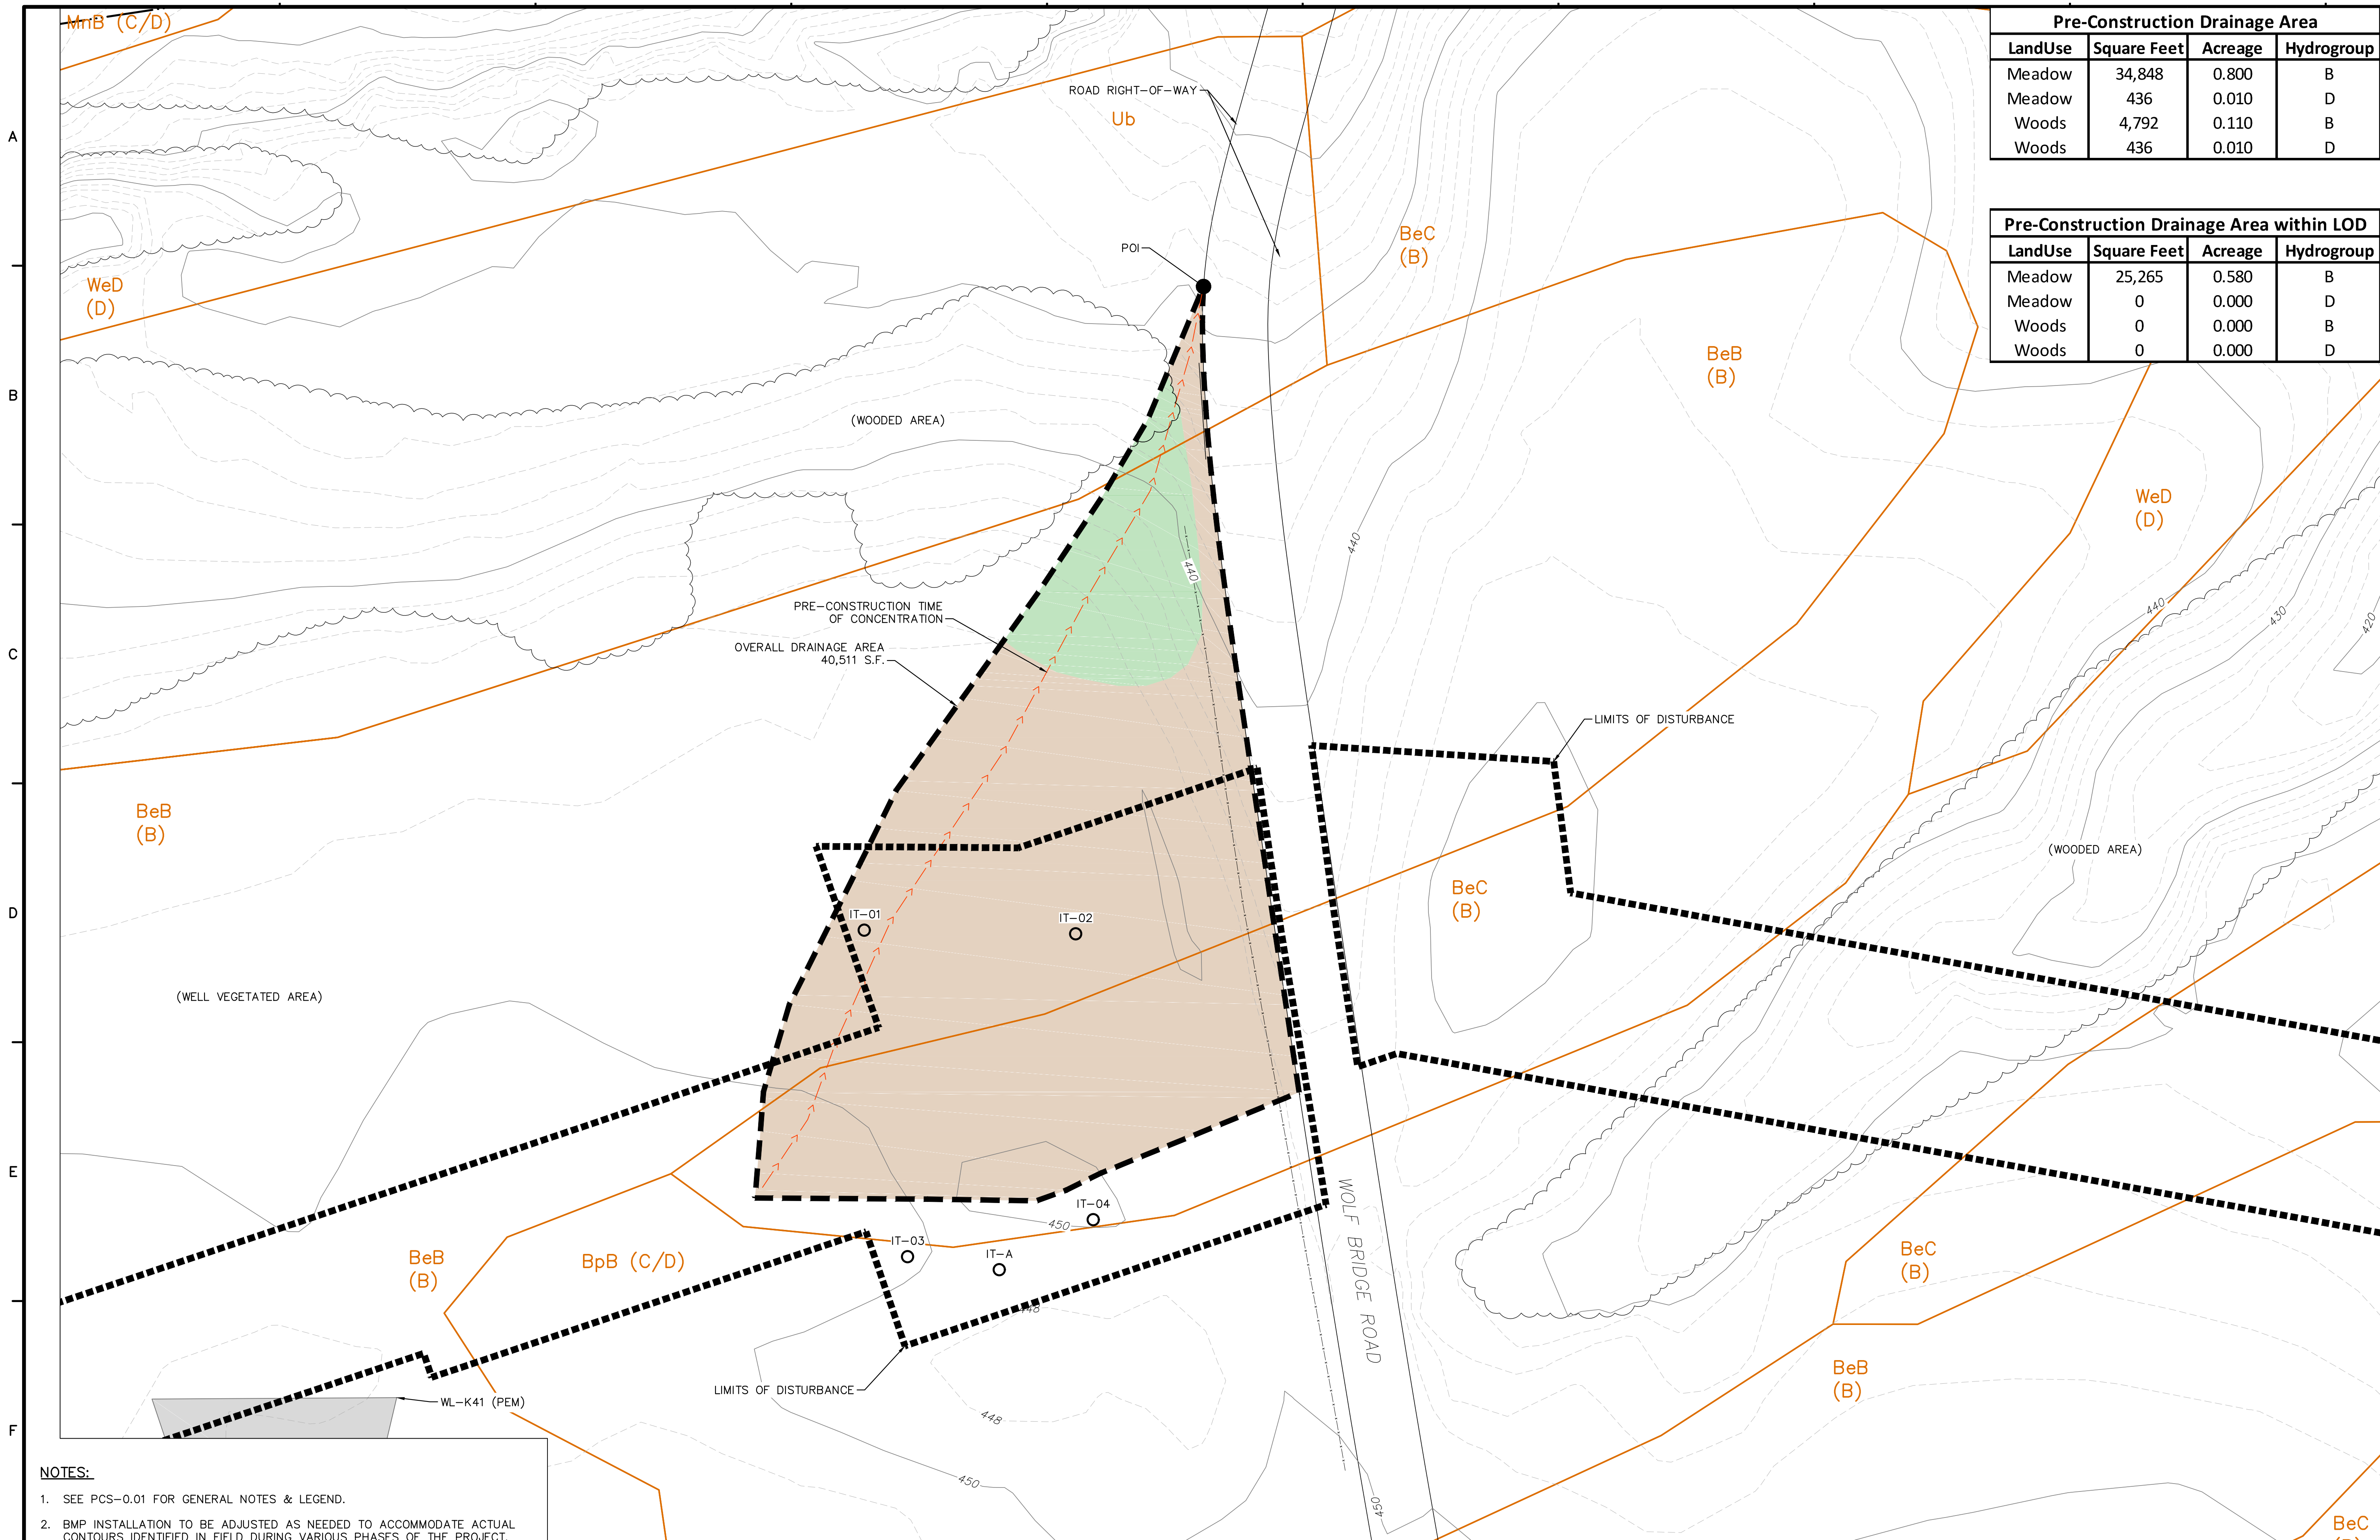 Pre-Construction Drainage Area
LandUse Square Feet Acreage Hydrogroup
Meadow 34,848 0.800 B
Meadow 436 0.010 D
Woods 4,792 0.110 B
Woods 436 0.010 D
Pre-Construction Drainage Area within LOD
LandUse Square Feet Acreage Hydrogroup
Meadow 25,265 0.580 B
Meadow 0 0.000 D
Woods 0 0.000 B
Woods 0 0.000 D
MnB (C/D)
ROAD RIGHT-OF-WAY
Ub
A
POI
BeC
(B)
WeD
(D)
BeB
(B)
B
(WOODED AREA)
WeD
(D)
440
440
PRE-CONSTRUCTION TIME
OF CONCENTRATION
440
430
420
C
OVERALL DRAINAGE AREA
40,511 S.F.
LIMITS OF DISTURBANCE
BeB
(B)
(WOODED AREA)
BeC
(B)
D
IT-01
IT-02
(WELL VEGETATED AREA)
E
IT-04
450
WOLF BRIDGE ROAD
IT-03
IT-A
BeB
(B)
BpB (C/D)
BeC
(B)
448
LIMITS OF DISTURBANCE
BeB
(B)
WL-K41 (PEM)
448
F
450
450
BeC
NOTES:
1. SEE PCS-0.01 FOR GENERAL NOTES & LEGEND.
2. BMP INSTALLATION TO BE ADJUSTED AS NEEDED TO ACCOMMODATE ACTUAL
CONTOURS IDENTIFIED IN FIELD DURING VARIOUS PHASES OF THE PROJECT.